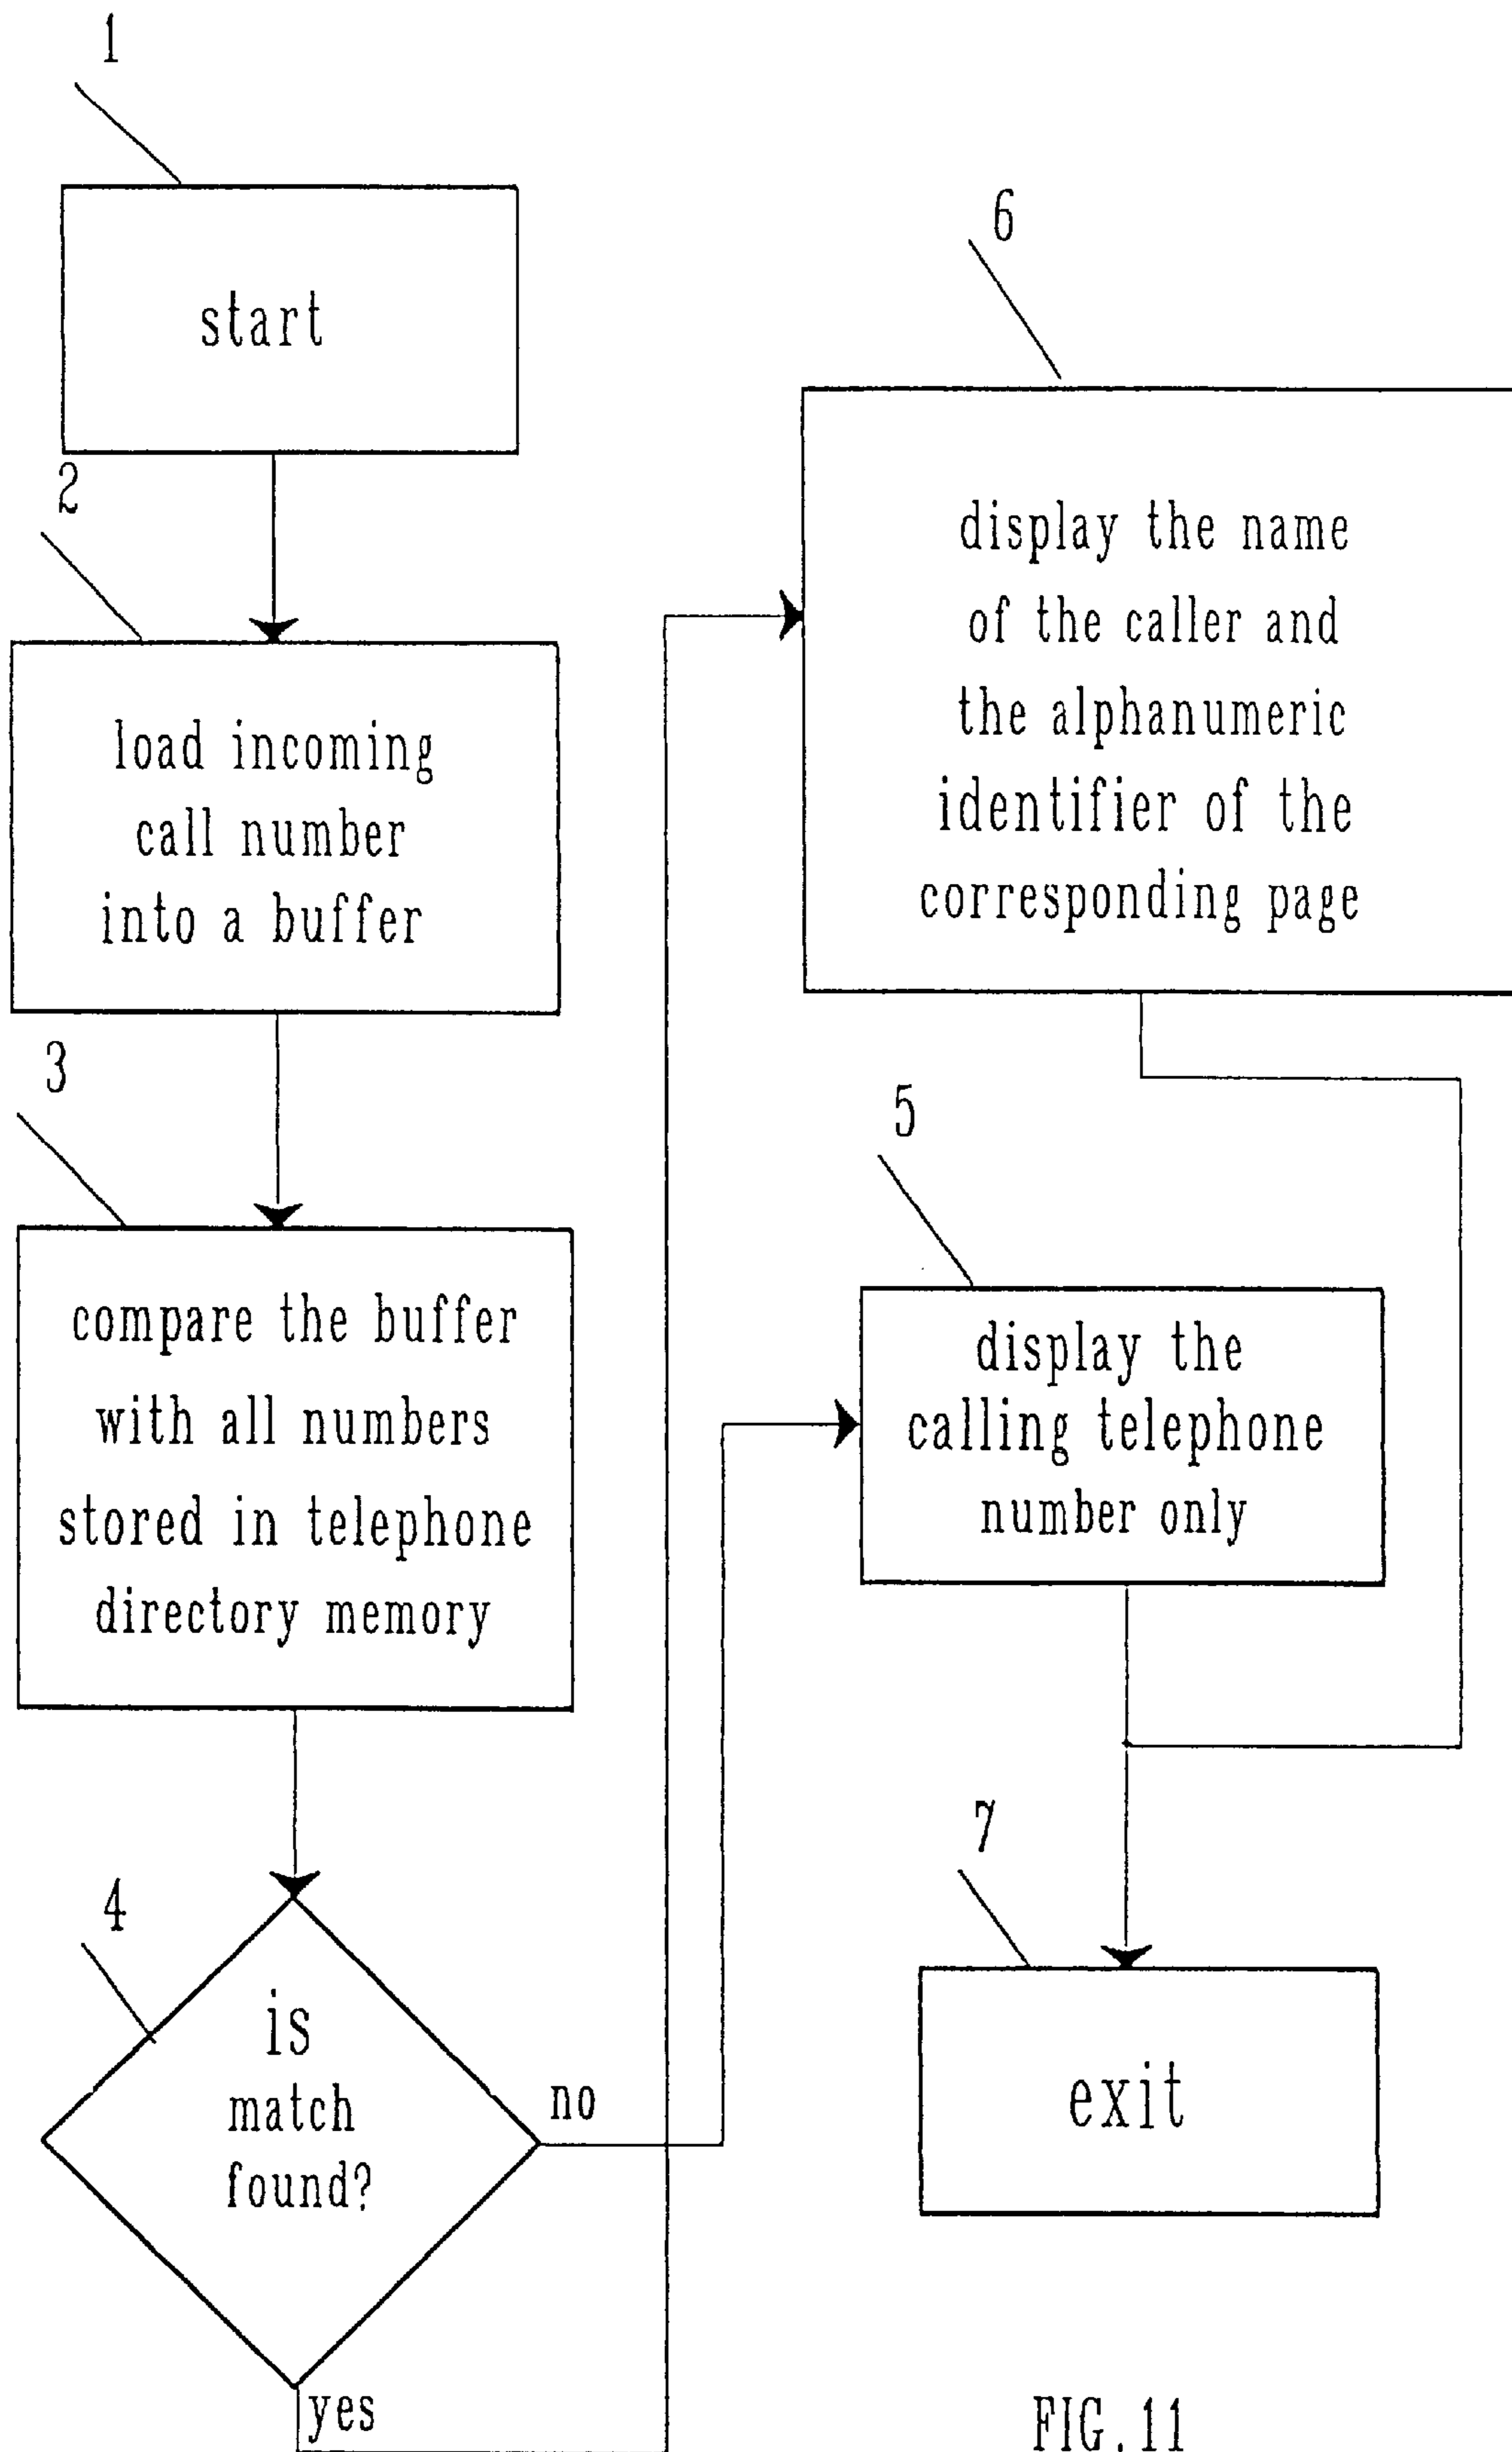 1
start
2
load incoming
call number
into a buffer
3
compare the buffer
with all numbers
stored in telephone
directory memory
4
is
match
found?
no
yes
6
display the name
of the caller and
the alphanumeric
identifier of the
corresponding page
5
display the
calling telephone
number only
7
exit
FIG.11